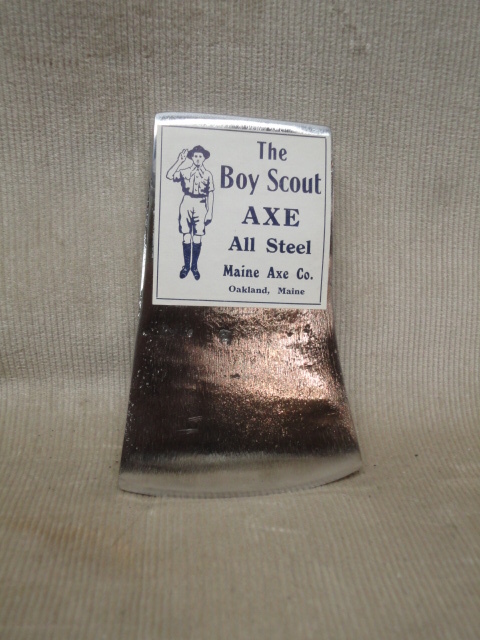 The
Boy Scout
AXE
All Steel
Maine Axe Co.
Oakland, Maine